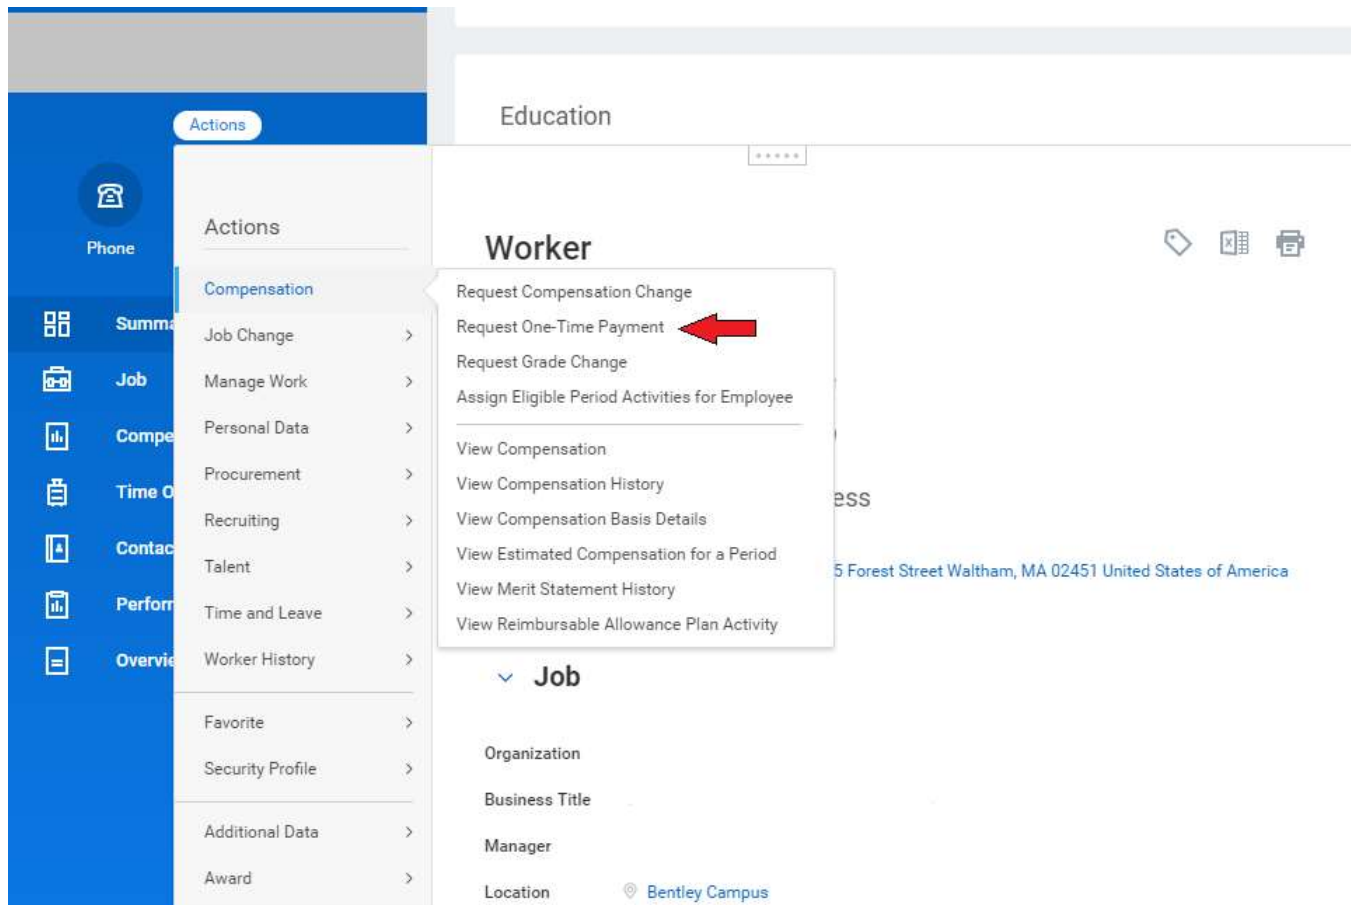 Education
Actions
Phone
Summa
Job
Compe
Time O
Contac
Perform
Overvie
Actions
Compensation
Job Change
Manage Work
Personal Data
Procurement
Recruiting
Talent
Time and Leave
Worker History
Favorite
Security Profile
Additional Data
Award
Worker
Request Compensation Change
Request One-Time Payment
Request Grade Change
Assign Eligible Period Activities for Employee
View Compensation
View Compensation History
View Compensation Basis Details
View Estimated Compensation for a Period
View Merit Statement History
View Reimbursable Allowance Plan Activity
ess
5 Forest Street Waltham, MA 02451 United States of America
Job
Organization
Business Title
Manager
Location Bentley Campus